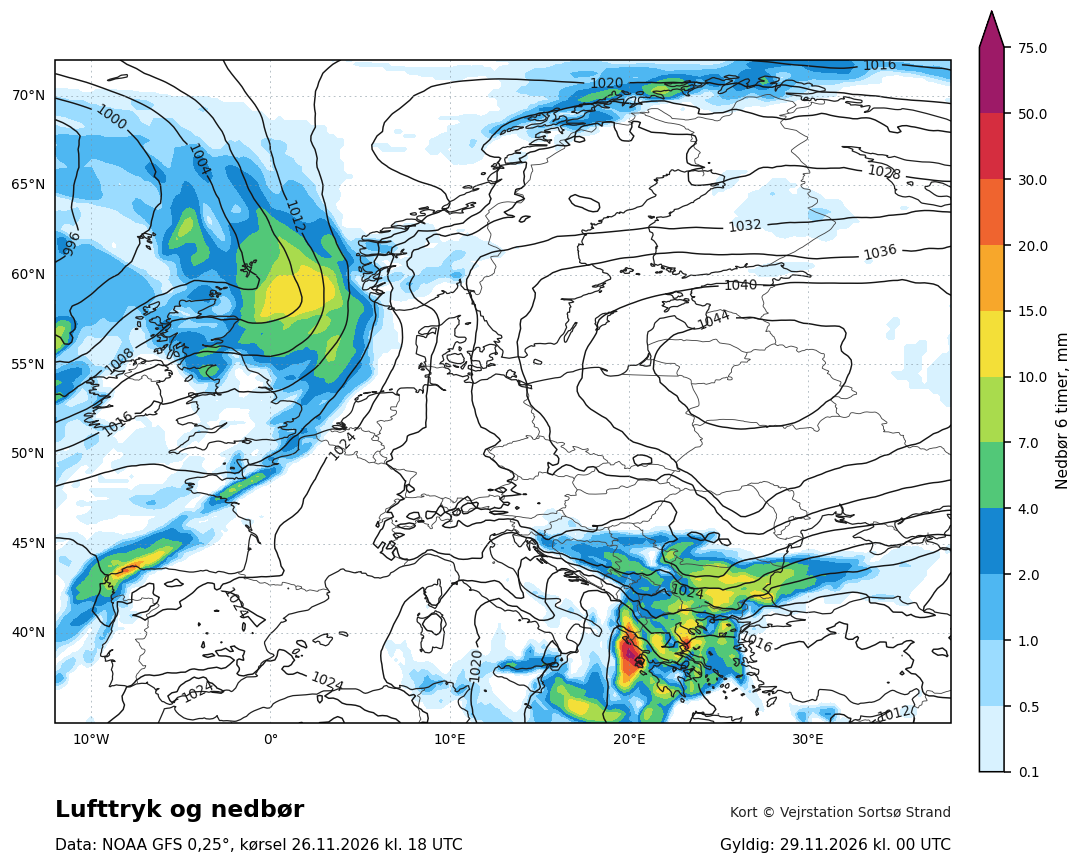 75.0
50.0
30.0
20.0
15.0
10.0
7.0
4.0
2.0
1.0
0.5
0.1
Nedbør 6 timer, mm
70°N
65°N
60°N
55°N
50°N
45°N
40°N
10°W
0°
10°E
20°E
30°E
1016
1020
1000
1004
1028
1012
1032
996
1036
1040
1044
1008
1016
1024
1024
1024
1016
1020
1024
1024
1012
Lufttryk og nedbør
Kort © Vejrstation Sortsø Strand
Data: NOAA GFS 0,25°, kørsel 26.11.2026 kl. 18 UTC
Gyldig: 29.11.2026 kl. 00 UTC